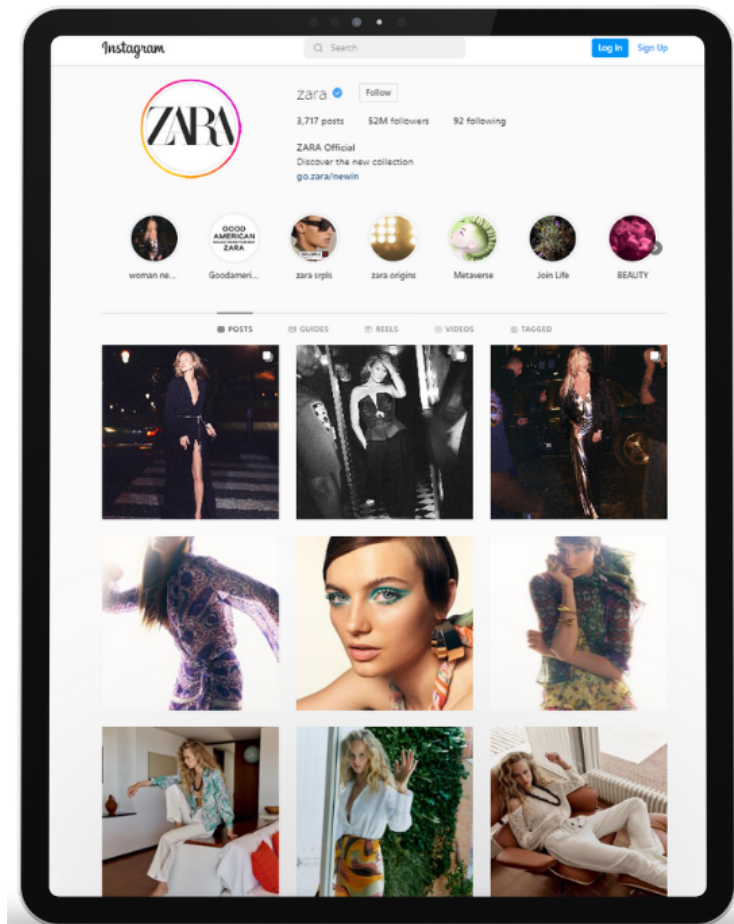 Instagram
Search
Log In
Sign Up
ZARA
zara
Follow
3,717 posts
52M followers
92 following
ZARA Official
Discover the new collection
go.zara/newin
GOOD
AMERICAN
ZARA
woman ne...
Goodameri...
zara srpls
zara origins
Metaverse
Join Life
BEAUTY
POSTS
GUIDES
REELS
VIDEOS
TAGGED